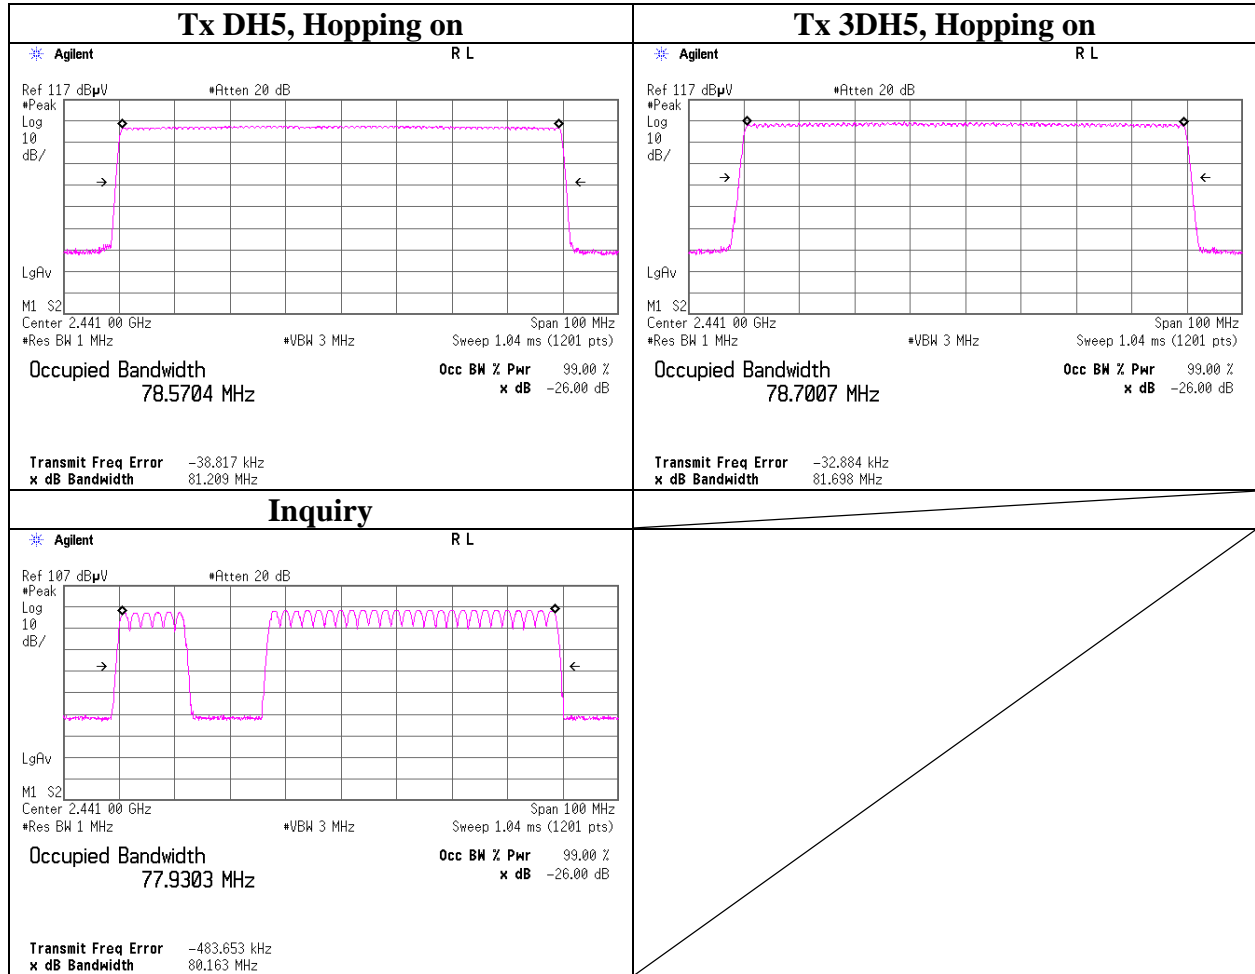 Tx DH5, Hopping on
Agilent R L
Ref 117 dBµV #Atten 20 dB
#Peak
Log
10
dB/
LgAv
M1 S2
Center 2.441 00 GHz Span 100 MHz
#Res BW 1 MHz #VBW 3 MHz Sweep 1.04 ms (1201 pts)
Occupied Bandwidth Occ BW % Pwr 99.00 %
78.5704 MHz x dB -26.00 dB
Transmit Freq Error -38.817 kHz
x dB Bandwidth 81.209 MHz
Tx 3DH5, Hopping on
Agilent R L
Ref 117 dBµV #Atten 20 dB
#Peak
Log
10
dB/
LgAv
M1 S2
Center 2.441 00 GHz Span 100 MHz
#Res BW 1 MHz #VBW 3 MHz Sweep 1.04 ms (1201 pts)
Occupied Bandwidth Occ BW % Pwr 99.00 %
78.7007 MHz x dB -26.00 dB
Transmit Freq Error -32.884 kHz
x dB Bandwidth 81.698 MHz
Inquiry
Agilent R L
Ref 107 dBµV #Atten 20 dB
#Peak
Log
10
dB/
LgAv
M1 S2
Center 2.441 00 GHz Span 100 MHz
#Res BW 1 MHz #VBW 3 MHz Sweep 1.04 ms (1201 pts)
Occupied Bandwidth Occ BW % Pwr 99.00 %
77.9303 MHz x dB -26.00 dB
Transmit Freq Error -483.653 kHz
x dB Bandwidth 80.163 MHz